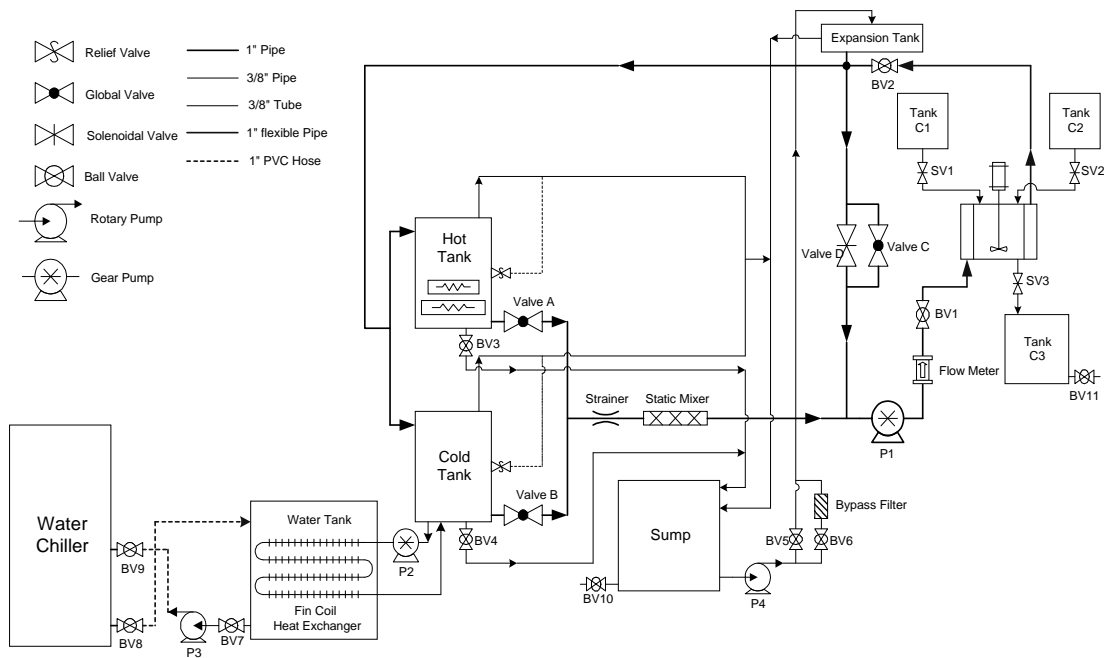 Relief Valve
Global Valve
Solenoidal Valve
Ball Valve
Rotary Pump
Gear Pump
1" Pipe
3/8" Pipe
3/8" Tube
1" flexible Pipe
1" PVC Hose
Expansion Tank
BV2
Tank
C1
Tank
C2
SV1
SV2
Hot
Tank
Valve D
Valve C
Valve A
BV3
SV3
BV1
Tank
C3
Flow Meter
BV11
Strainer
Static Mixer
P1
Cold
Tank
Valve B
BV4
Water
Chiller
BV9
BV8
P3
BV7
Water Tank
Fin Coil
Heat Exchanger
P2
Sump
BV10
P4
BV5
BV6
Bypass Filter